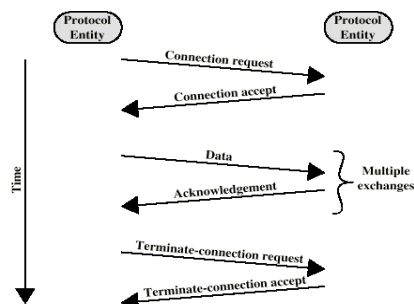 Protocol
Entity
Protocol
Entity
Connection request
Connection accept
Data
Acknowledgement
Multiple
exchanges
Time
Terminate-connection request
Terminate-connection accept